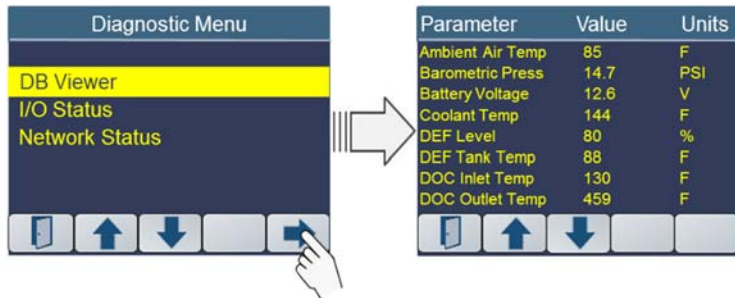 Diagnostic Menu
DB Viewer
I/O Status
Network Status
Parameter Value Units
Ambient Air Temp 85 F
Barometric Press 14.7 PSI
Battery Voltage 12.6 V
Coolant Temp 144 F
DEF Level 80 %
DEF Tank Temp 88 F
DOC Inlet Temp 130 F
DOC Outlet Temp 459 F